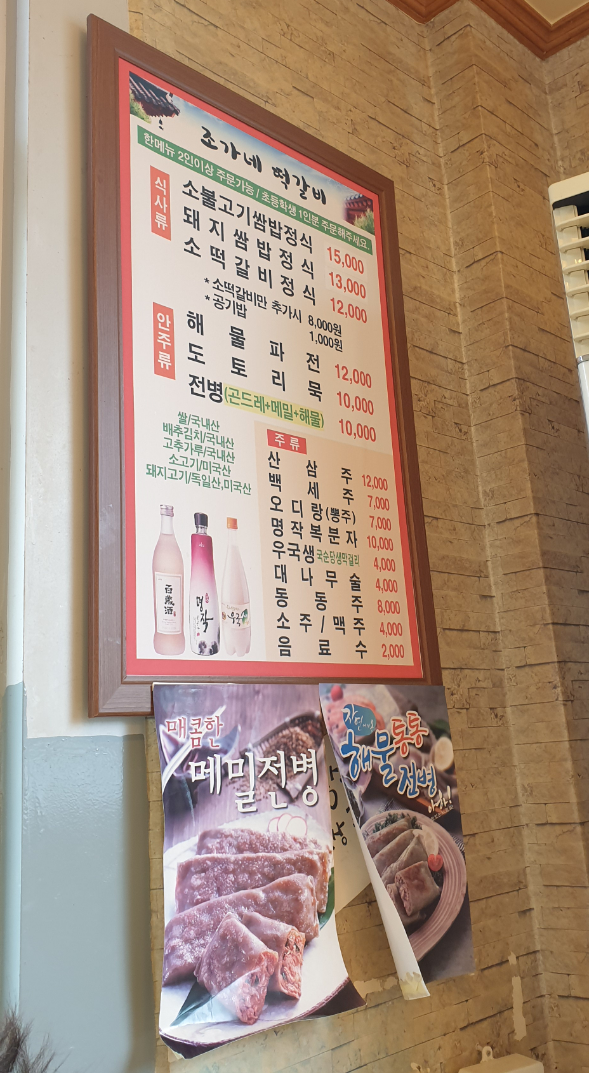 조가네 떡갈비
한메뉴 2인이상 주문가능 / 초등학생 1인분 주문해주세요.
식사류
소불고기쌈밥정식 15,000
돼지쌈밥정식 13,000
소떡갈비정식 12,000
*소떡갈비만 추가시 8,000원
*공기밥 1,000원
안주류
해물파전 12,000
도토리묵 10,000
전병(곤드레+메밀+해물) 10,000
쌀/국내산
배추김치/국내산
고추가루/국내산
소고기/미국산
돼지고기/독일산,미국산
주류
산삼주 12,000
백세주 7,000
오디랑(뽕주) 7,000
명작복분자 10,000
우국생국순당생막걸리 4,000
대나무술 4,000
동동주 8,000
소주/맥주 4,000
음료수 2,000
百歲酒
명작
우국생
매콤한
메밀전병
해물통통
전병